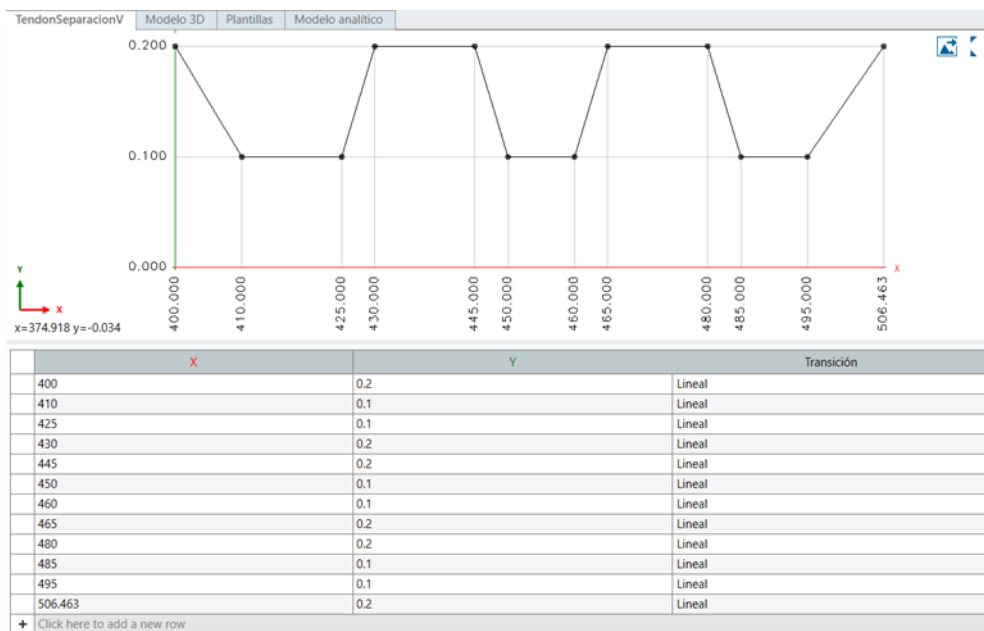 TendonSeparacionV Modelo 3D Plantillas Modelo analítico
0.200
0.100
0.000
X
Y
X
x=374.918 y=-0.034
400.000 410.000 425.000 430.000 445.000 450.000 460.000 465.000 480.000 485.000 495.000 506.463
X Y Transición
400 0.2 Lineal
410 0.1 Lineal
425 0.1 Lineal
430 0.2 Lineal
445 0.2 Lineal
450 0.1 Lineal
460 0.1 Lineal
465 0.2 Lineal
480 0.2 Lineal
485 0.1 Lineal
495 0.1 Lineal
506.463 0.2 Lineal
+ Click here to add a new row